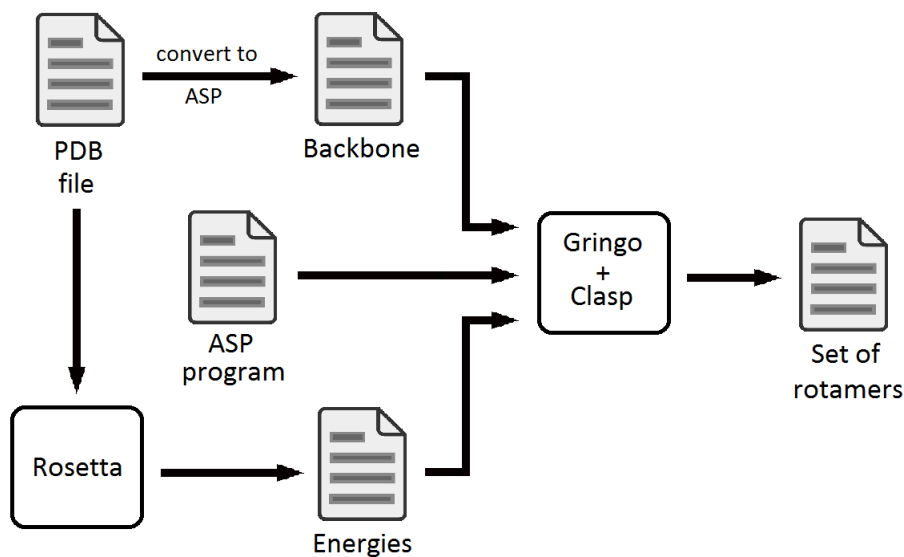 convert to
ASP
PDB
file
Backbone
ASP
program
Gringo
+
Clasp
Set of
rotamers
Rosetta
Energies